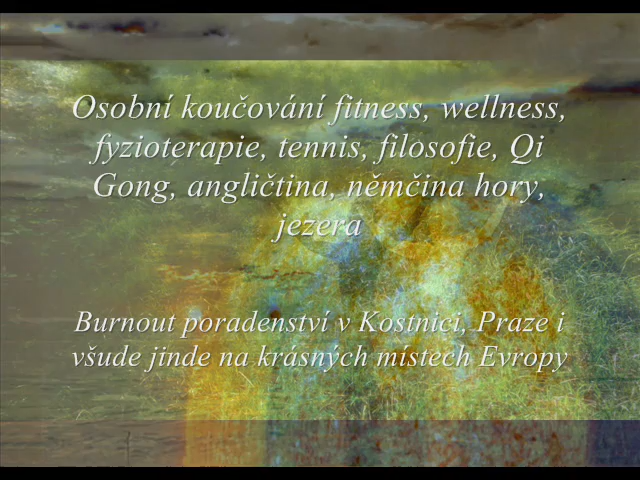 Osobní koučování fitness, wellness,
fyzioterapie, tennis, filosofie, Qi
Gong, angličtina, němčina hory,
jezera
Burnout poradenství v Kostnici, Praze i
všude jinde na krásných místech Evropy